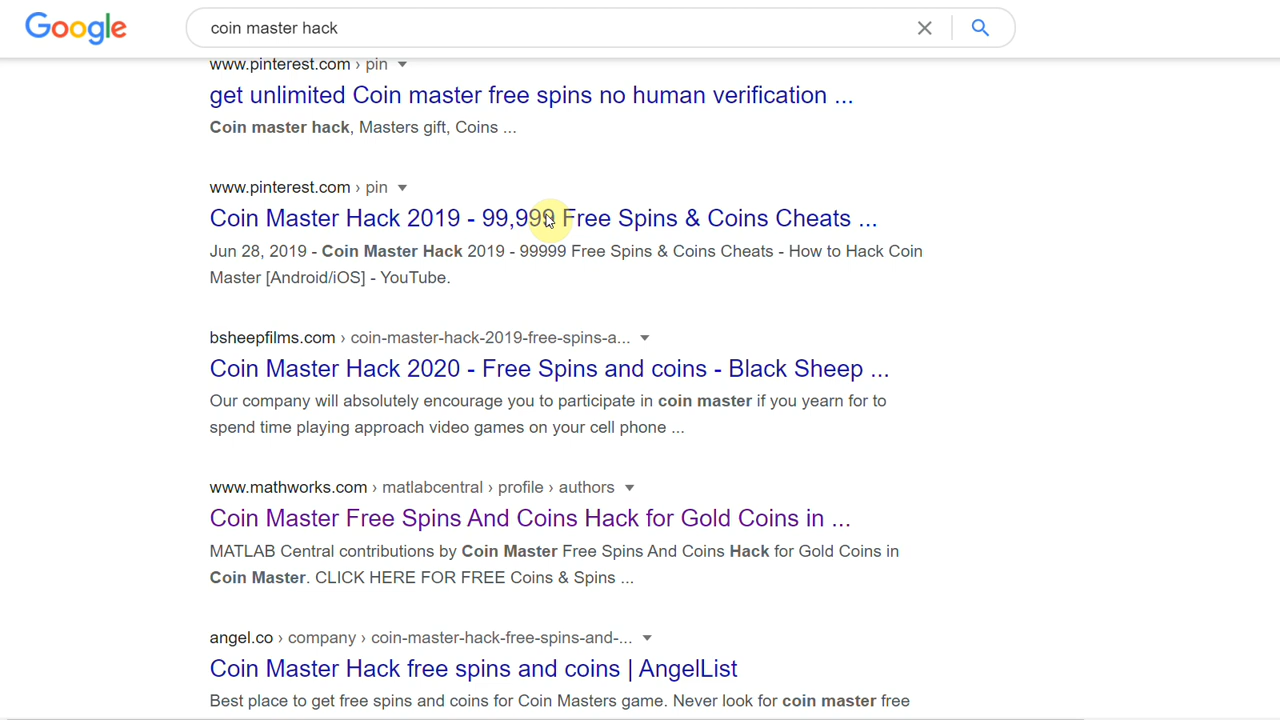 Google
coin master hack
www.pinterest.com › pin
get unlimited Coin master free spins no human verification ...
Coin master hack, Masters gift, Coins ...
www.pinterest.com › pin
Coin Master Hack 2019 - 99,999 Free Spins & Coins Cheats ...
Jun 28, 2019 - Coin Master Hack 2019 - 99999 Free Spins & Coins Cheats - How to Hack Coin
Master [Android/iOS] - YouTube.
bsheepfilms.com › coin-master-hack-2019-free-spins-a...
Coin Master Hack 2020 - Free Spins and coins - Black Sheep ...
Our company will absolutely encourage you to participate in coin master if you yearn for to
spend time playing approach video games on your cell phone ...
www.mathworks.com › matlabcentral › profile › authors
Coin Master Free Spins And Coins Hack for Gold Coins in ...
MATLAB Central contributions by Coin Master Free Spins And Coins Hack for Gold Coins in
Coin Master. CLICK HERE FOR FREE Coins & Spins ...
angel.co › company › coin-master-hack-free-spins-and-...
Coin Master Hack free spins and coins | AngelList
Best place to get free spins and coins for Coin Masters game. Never look for coin master free